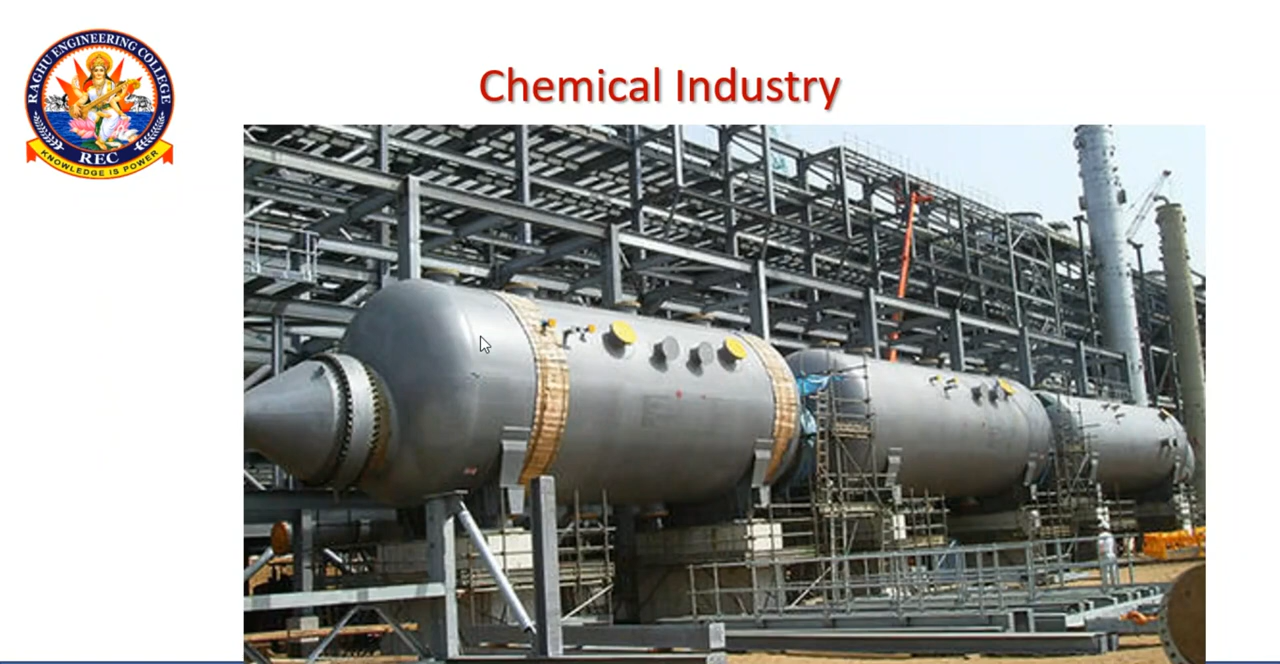 RAGHU ENGINEERING COLLEGE
REC
KNOWLEDGE IS POWER
Chemical Industry